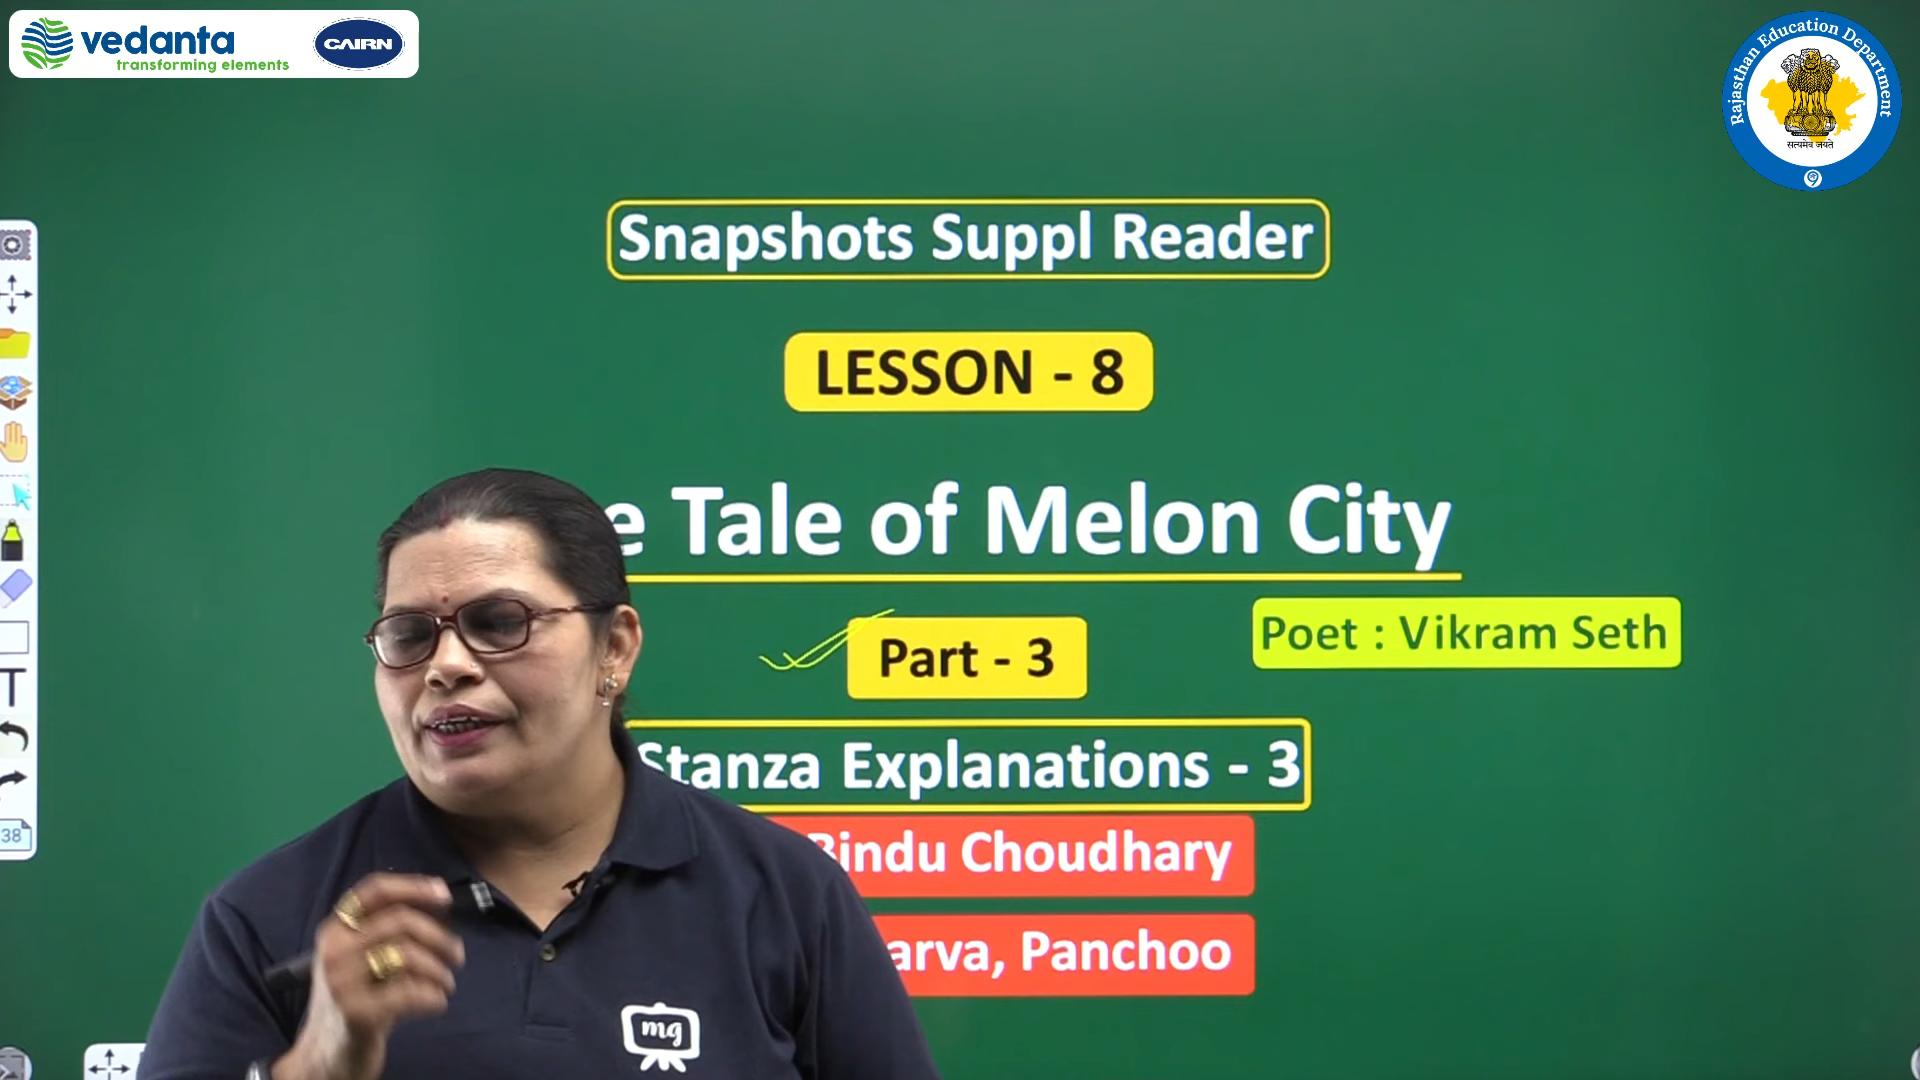 vedanta
transforming elements
CAIRN
Rajasthan Education Department
सत्यमेव जयते
Snapshots Suppl Reader
LESSON - 8
e Tale of Melon City
Part - 3
Poet : Vikram Seth
Stanza Explanations - 3
Bindu Choudhary
arva, Panchoo
T
38
mg